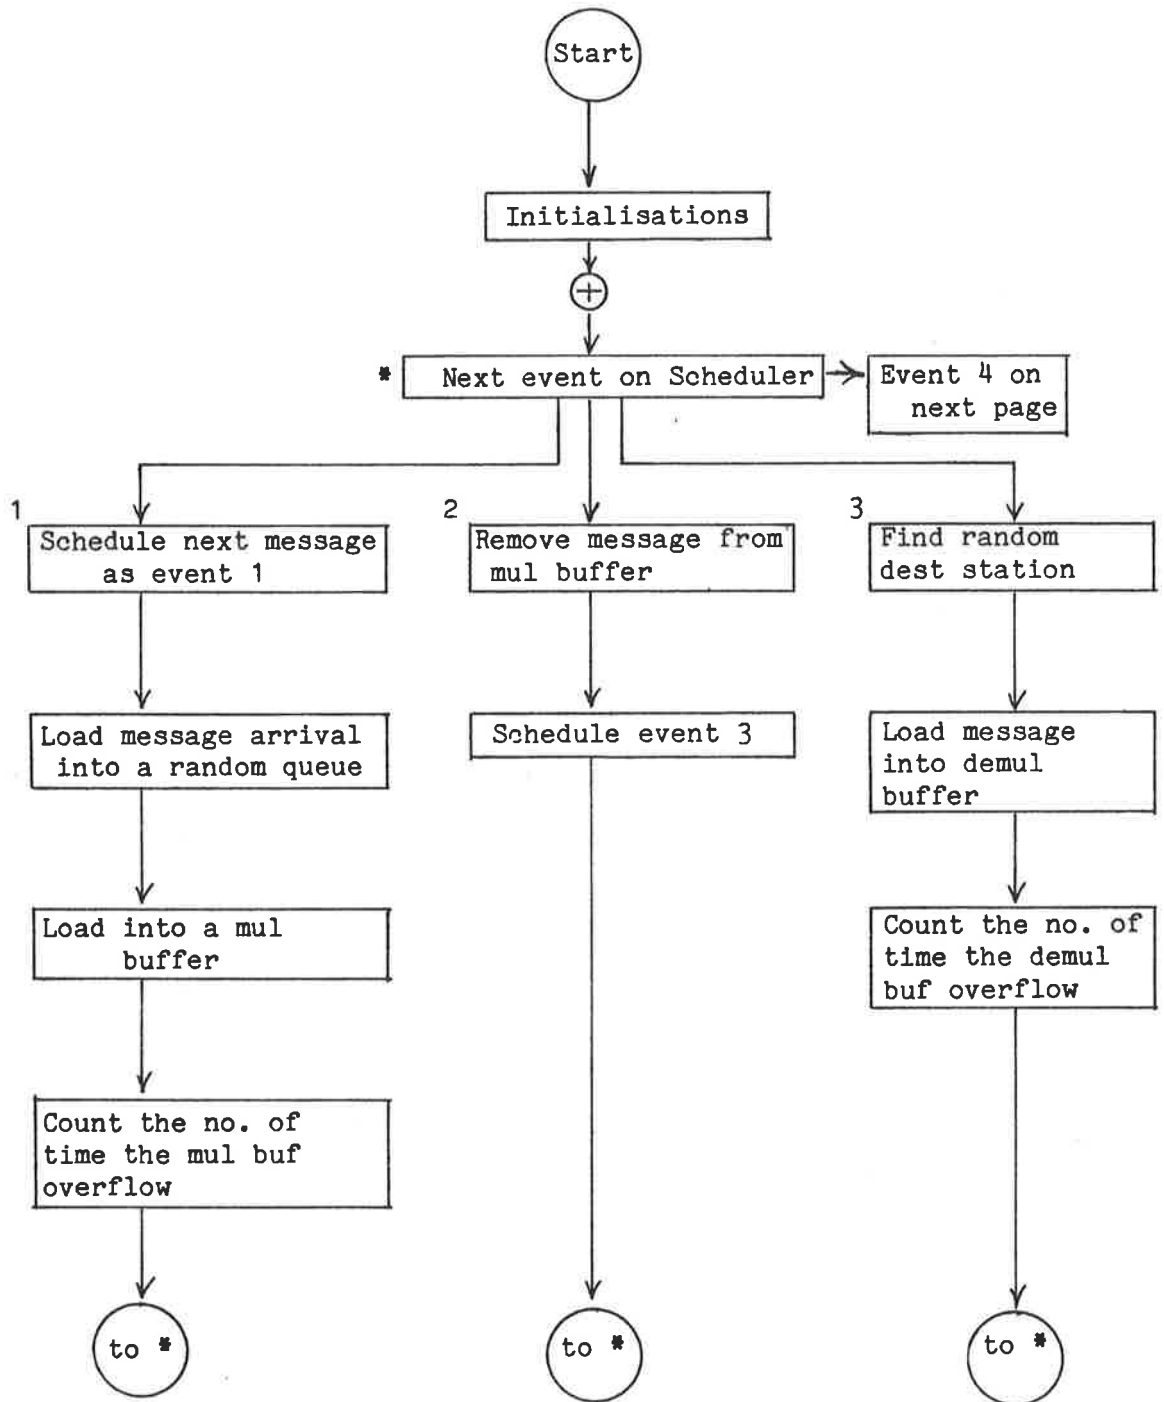 Start
Initialisations
+
* Next event on Scheduler
Event 4 on
next page
1
Schedule next message
as event 1
Load message arrival
into a random queue
Load into a mul
buffer
Count the no. of
time the mul buf
overflow
to *
2
Remove message from
mul buffer
Schedule event 3
to *
3
Find random
dest station
Load message
into demul
buffer
Count the no. of
time the demul
buf overflow
to *